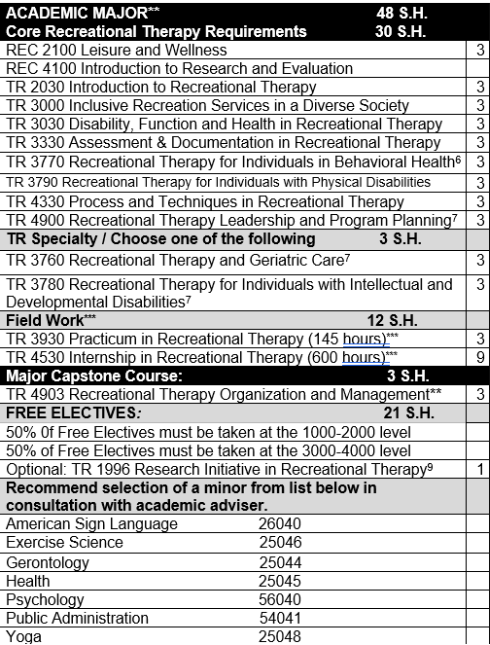 ACADEMIC MAJOR** 48 S.H.
Core Recreational Therapy Requirements 30 S.H.
REC 2100 Leisure and Wellness 3
REC 4100 Introduction to Research and Evaluation
TR 2030 Introduction to Recreational Therapy 3
TR 3000 Inclusive Recreation Services in a Diverse Society 3
TR 3030 Disability, Function and Health in Recreational Therapy 3
TR 3330 Assessment & Documentation in Recreational Therapy 3
TR 3770 Recreational Therapy for Individuals in Behavioral Health⁶ 3
TR 3790 Recreational Therapy for Individuals with Physical Disabilities 3
TR 4330 Process and Techniques in Recreational Therapy 3
TR 4900 Recreational Therapy Leadership and Program Planning⁷ 3
TR Specialty / Choose one of the following 3 S.H.
TR 3760 Recreational Therapy and Geriatric Care⁷ 3
TR 3780 Recreational Therapy for Individuals with Intellectual and 3
Developmental Disabilities⁷
Field Work*** 12 S.H.
TR 3930 Practicum in Recreational Therapy (145 hours)*** 3
TR 4530 Internship in Recreational Therapy (600 hours)*** 9
Major Capstone Course: 3 S.H.
TR 4903 Recreational Therapy Organization and Management** 3
FREE ELECTIVES: 21 S.H.
50% 0f Free Electives must be taken at the 1000-2000 level
50% of Free Electives must be taken at the 3000-4000 level
Optional: TR 1996 Research Initiative in Recreational Therapy⁹ 1
Recommend selection of a minor from list below in
consultation with academic adviser.
American Sign Language 26040
Exercise Science 25046
Gerontology 25044
Health 25045
Psychology 56040
Public Administration 54041
Yoga 25048